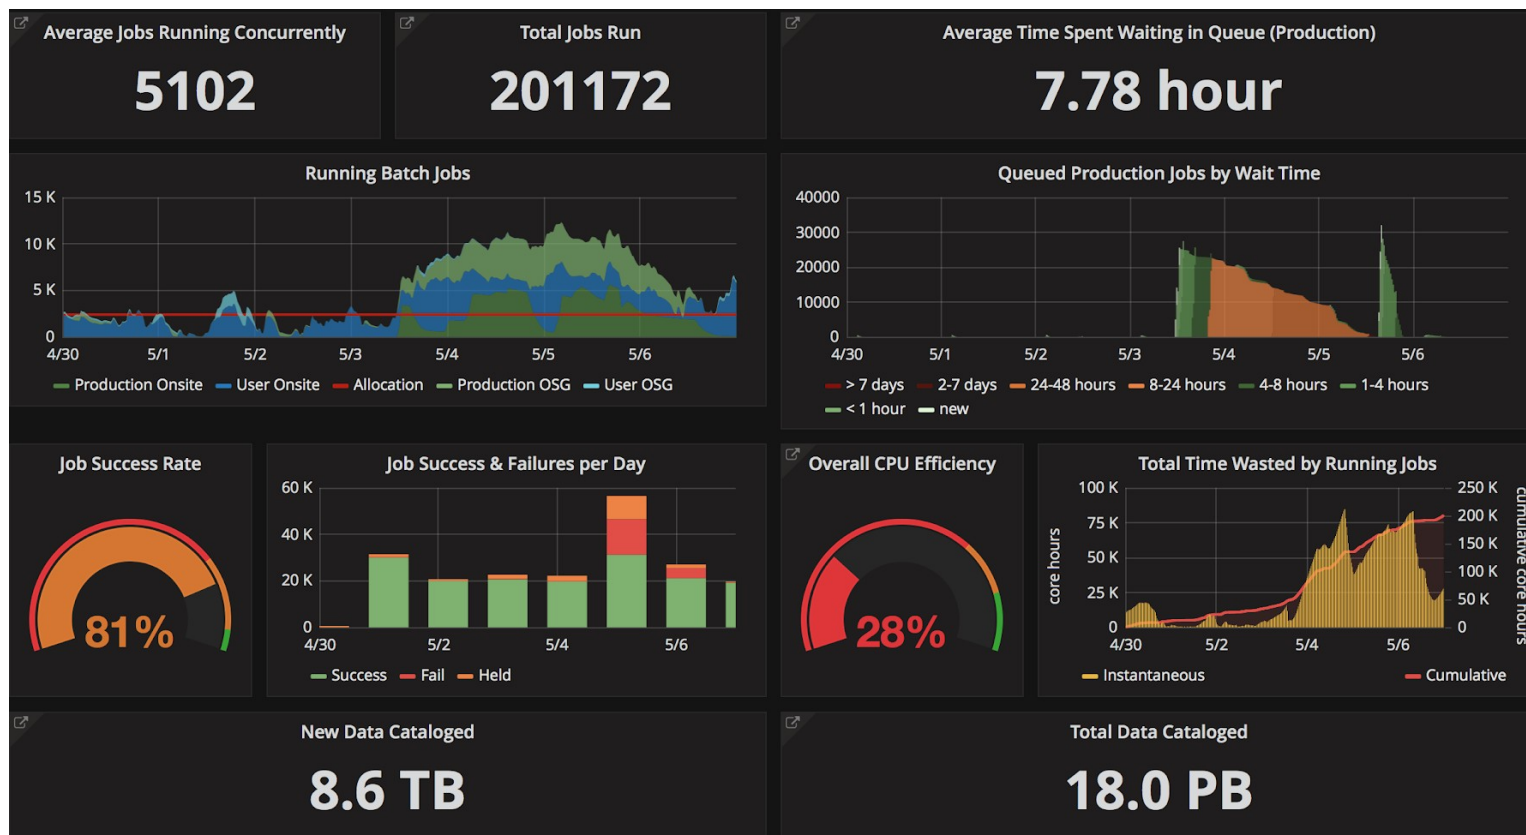 Average Jobs Running Concurrently
5102
Total Jobs Run
201172
Average Time Spent Waiting in Queue (Production)
7.78 hour
Running Batch Jobs
15 K
10 K
5 K
0
4/30 5/1 5/2 5/3 5/4 5/5 5/6
Production Onsite User Onsite Allocation Production OSG User OSG
Queued Production Jobs by Wait Time
40000
30000
20000
10000
0
4/30 5/1 5/2 5/3 5/4 5/5 5/6
> 7 days 2-7 days 24-48 hours 8-24 hours 4-8 hours 1-4 hours
< 1 hour new
Job Success Rate
81%
Job Success & Failures per Day
60 K
40 K
20 K
0
4/30 5/2 5/4 5/6
Success Fail Held
Overall CPU Efficiency
28%
Total Time Wasted by Running Jobs
core hours
100 K
75 K
50 K
25 K
0
250 K
200 K
150 K
100 K
50 K
0
cumulative core hours
4/30 5/2 5/4 5/6
Instantaneous Cumulative
New Data Cataloged
8.6 TB
Total Data Cataloged
18.0 PB